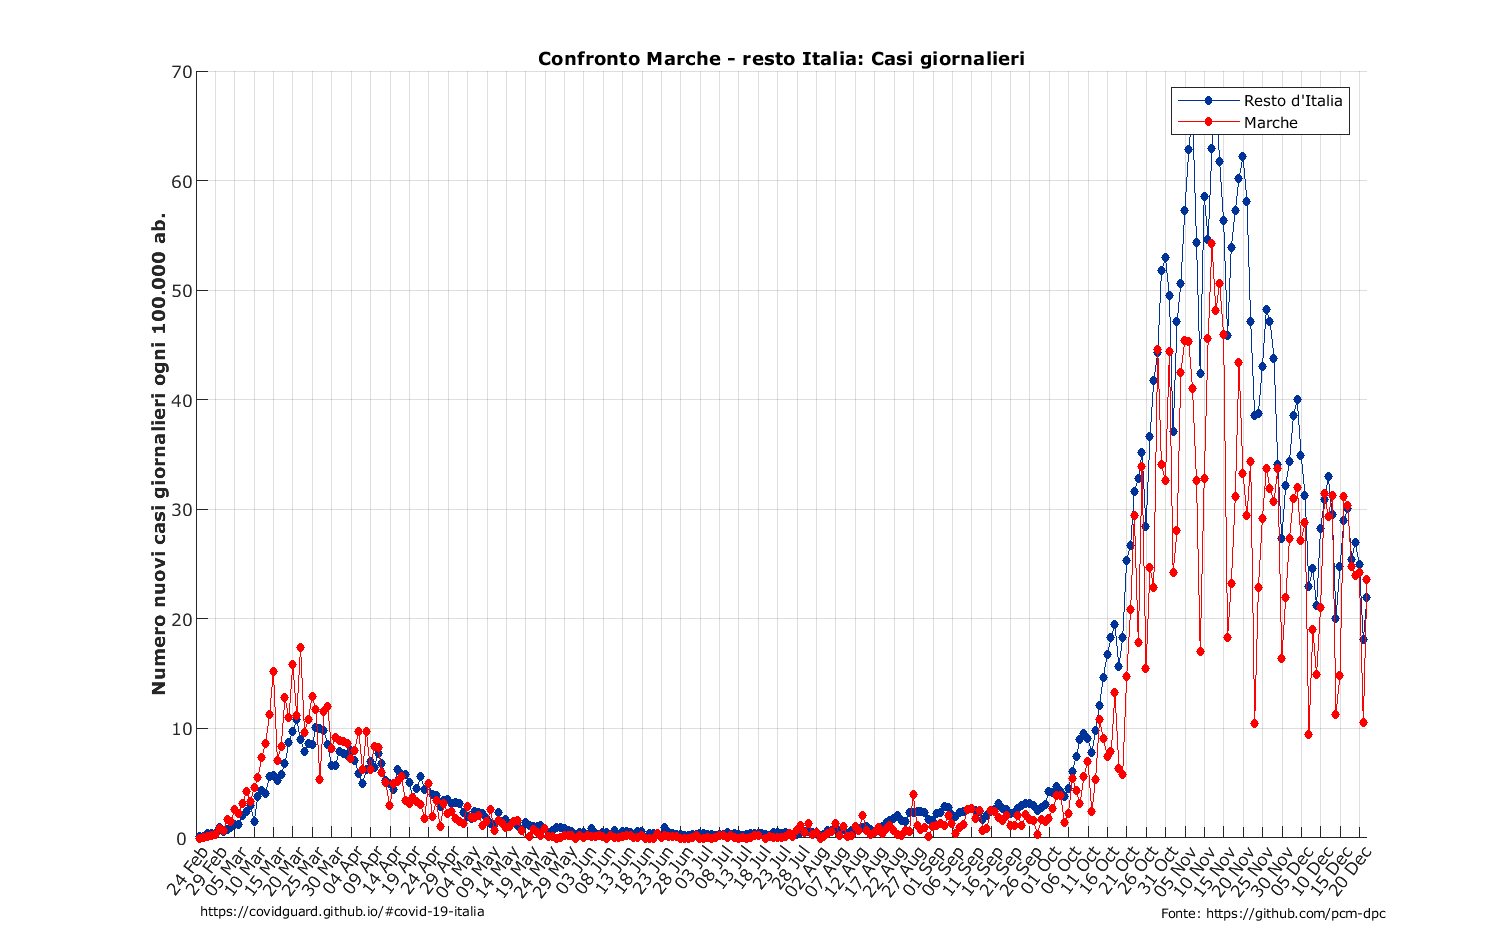 Confronto Marche - resto Italia: Casi giornalieri
Resto d'Italia
Marche
Numero nuovi casi giornalieri ogni 100.000 ab.
70
60
50
40
30
20
10
0
24 Feb
29 Feb
05 Mar
10 Mar
15 Mar
20 Mar
25 Mar
30 Mar
04 Apr
09 Apr
14 Apr
19 Apr
24 Apr
29 Apr
04 May
09 May
14 May
19 May
24 May
29 May
03 Jun
08 Jun
13 Jun
18 Jun
23 Jun
28 Jun
03 Jul
08 Jul
13 Jul
18 Jul
23 Jul
28 Jul
02 Aug
07 Aug
12 Aug
17 Aug
22 Aug
27 Aug
01 Sep
06 Sep
11 Sep
16 Sep
21 Sep
26 Sep
01 Oct
06 Oct
11 Oct
16 Oct
21 Oct
26 Oct
31 Oct
05 Nov
10 Nov
15 Nov
20 Nov
25 Nov
30 Nov
05 Dec
10 Dec
15 Dec
20 Dec
https://covidguard.github.io/#covid-19-italia
Fonte: https://github.com/pcm-dpc